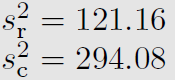 s_r^2 = 121.16
s_c^2 = 294.08